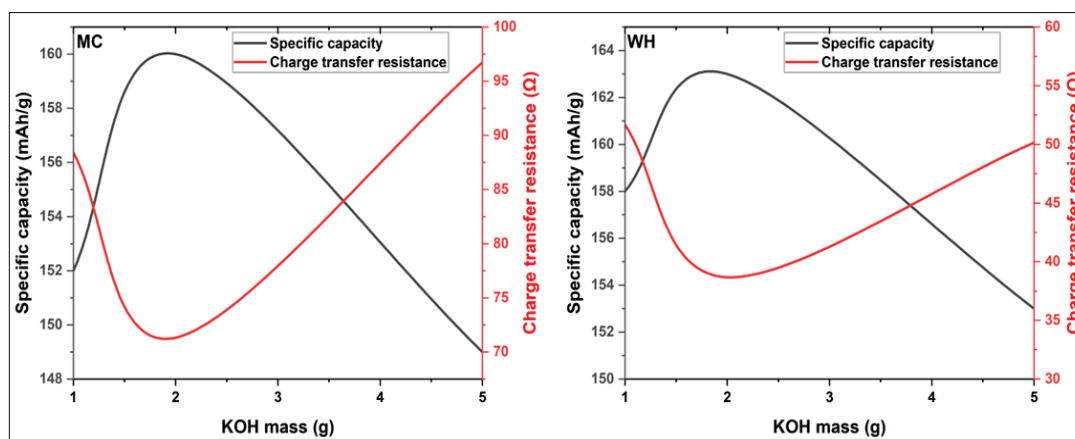 MC
Specific capacity
Charge transfer resistance
Specific capacity (mAh/g)
160
158
156
154
152
150
148
100
95
90
85
80
75
70
Charge transfer resistance (Ω)
1 2 3 4 5
KOH mass (g)
WH
Specific capacity
Charge transfer resistance
Specific capacity (mAh/g)
164
162
160
158
156
154
152
150
60
55
50
45
40
35
30
Charge transfer resistance (Ω)
1 2 3 4 5
KOH mass (g)